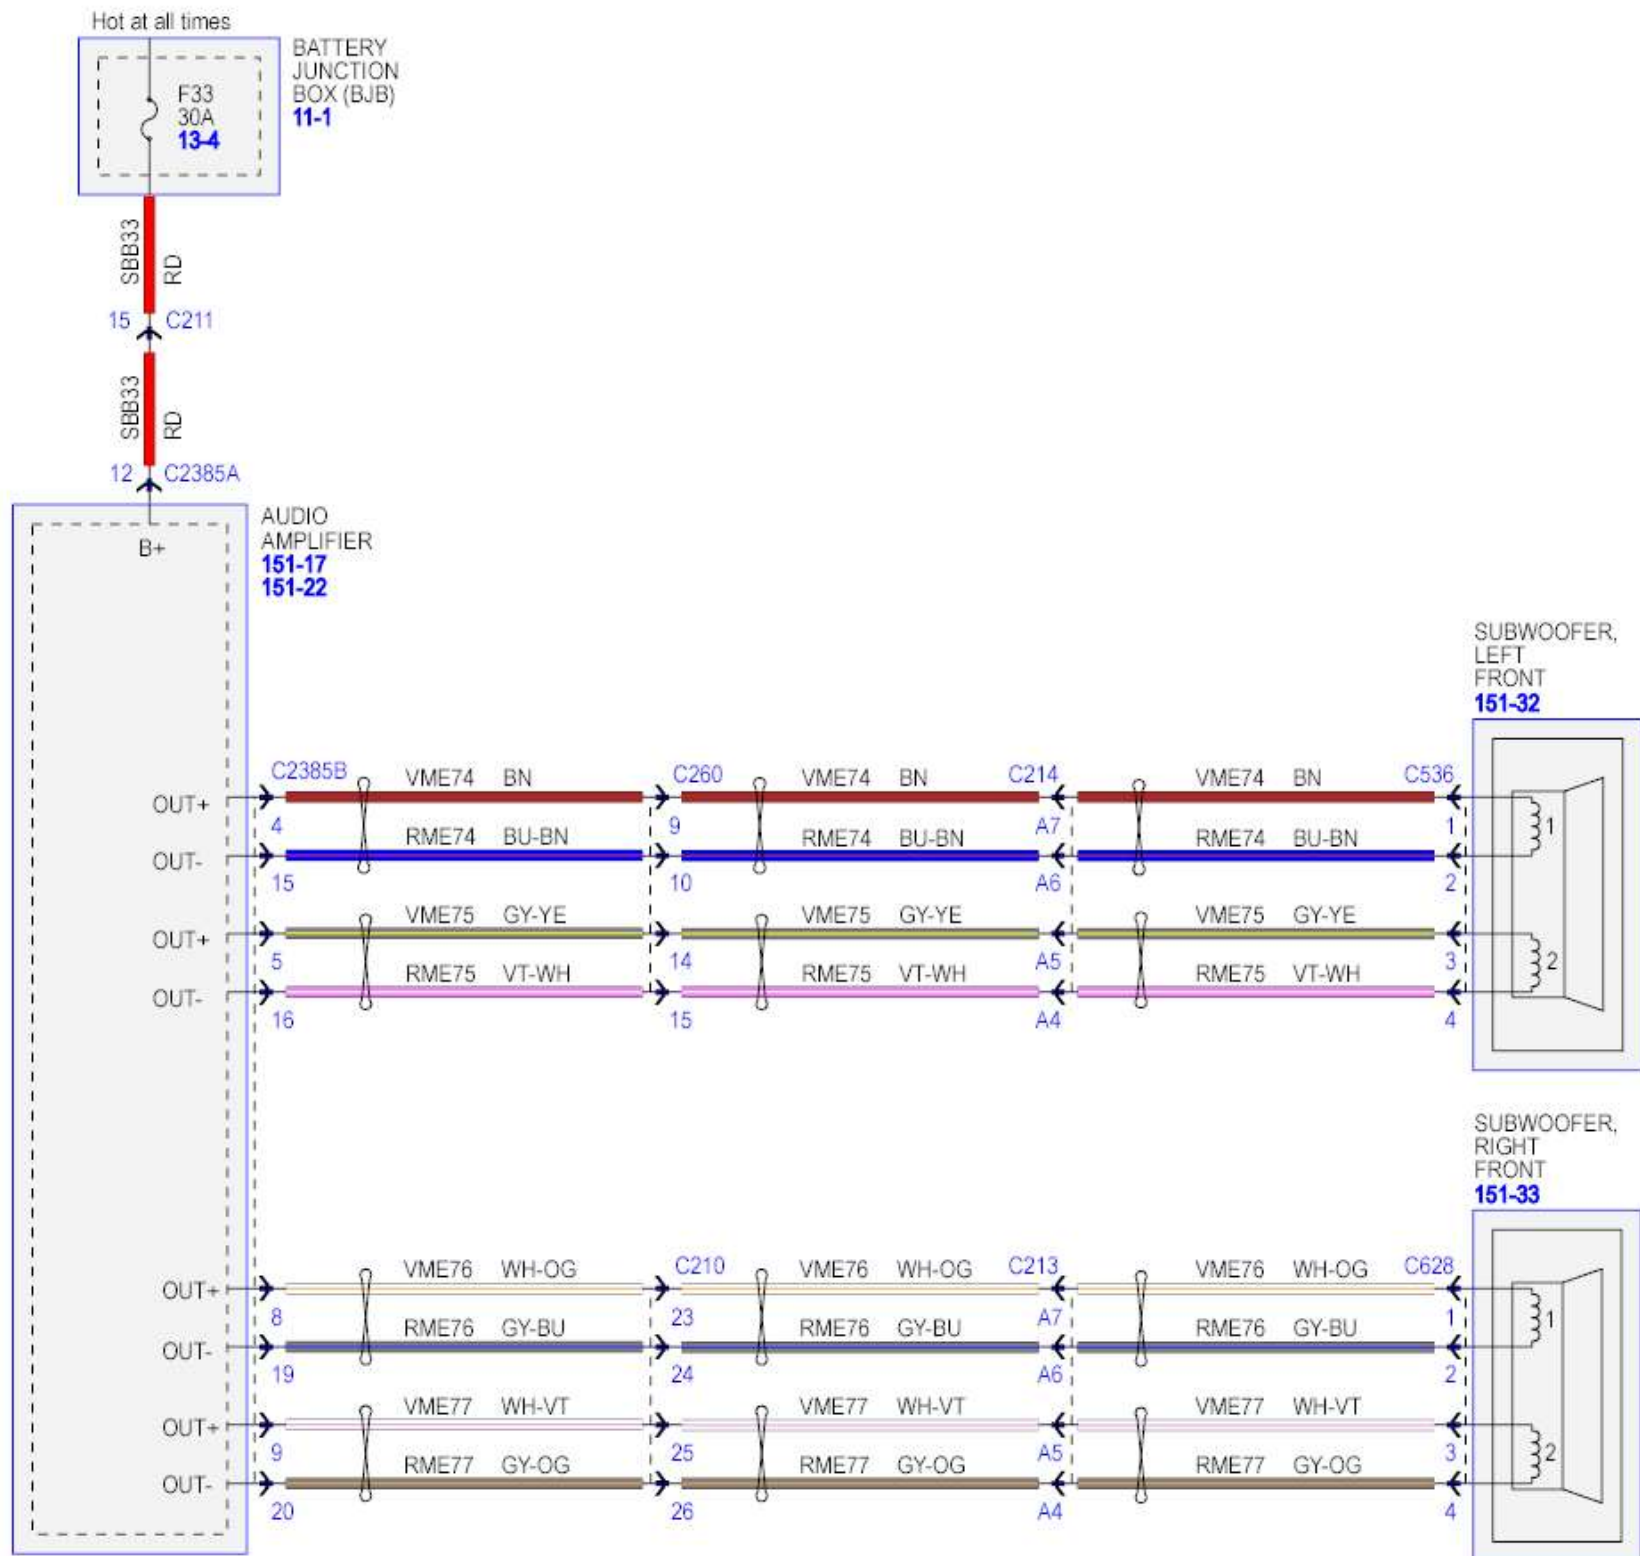 Hot at all times
BATTERY
JUNCTION
BOX (BJB)
11-1
F33
30A
13-4
SBB33
RD
15
C211
SBB33
RD
12
C2385A
AUDIO
AMPLIFIER
151-17
151-22
B+
SUBWOOFER,
LEFT
FRONT
151-32
C2385B
VME74 BN
C260
VME74 BN
C214
VME74 BN
C536
OUT+
4
9
A7
1
1
RME74 BU-BN
RME74 BU-BN
RME74 BU-BN
OUT-
15
10
A6
2
VME75 GY-YE
VME75 GY-YE
VME75 GY-YE
OUT+
5
14
A5
3
2
RME75 VT-WH
RME75 VT-WH
RME75 VT-WH
OUT-
16
15
A4
4
SUBWOOFER,
RIGHT
FRONT
151-33
VME76 WH-OG
C210
VME76 WH-OG
C213
VME76 WH-OG
C628
OUT+
8
23
A7
1
1
RME76 GY-BU
RME76 GY-BU
RME76 GY-BU
OUT-
19
24
A6
2
VME77 WH-VT
VME77 WH-VT
VME77 WH-VT
OUT+
9
25
A5
3
2
RME77 GY-OG
RME77 GY-OG
RME77 GY-OG
OUT-
20
26
A4
4